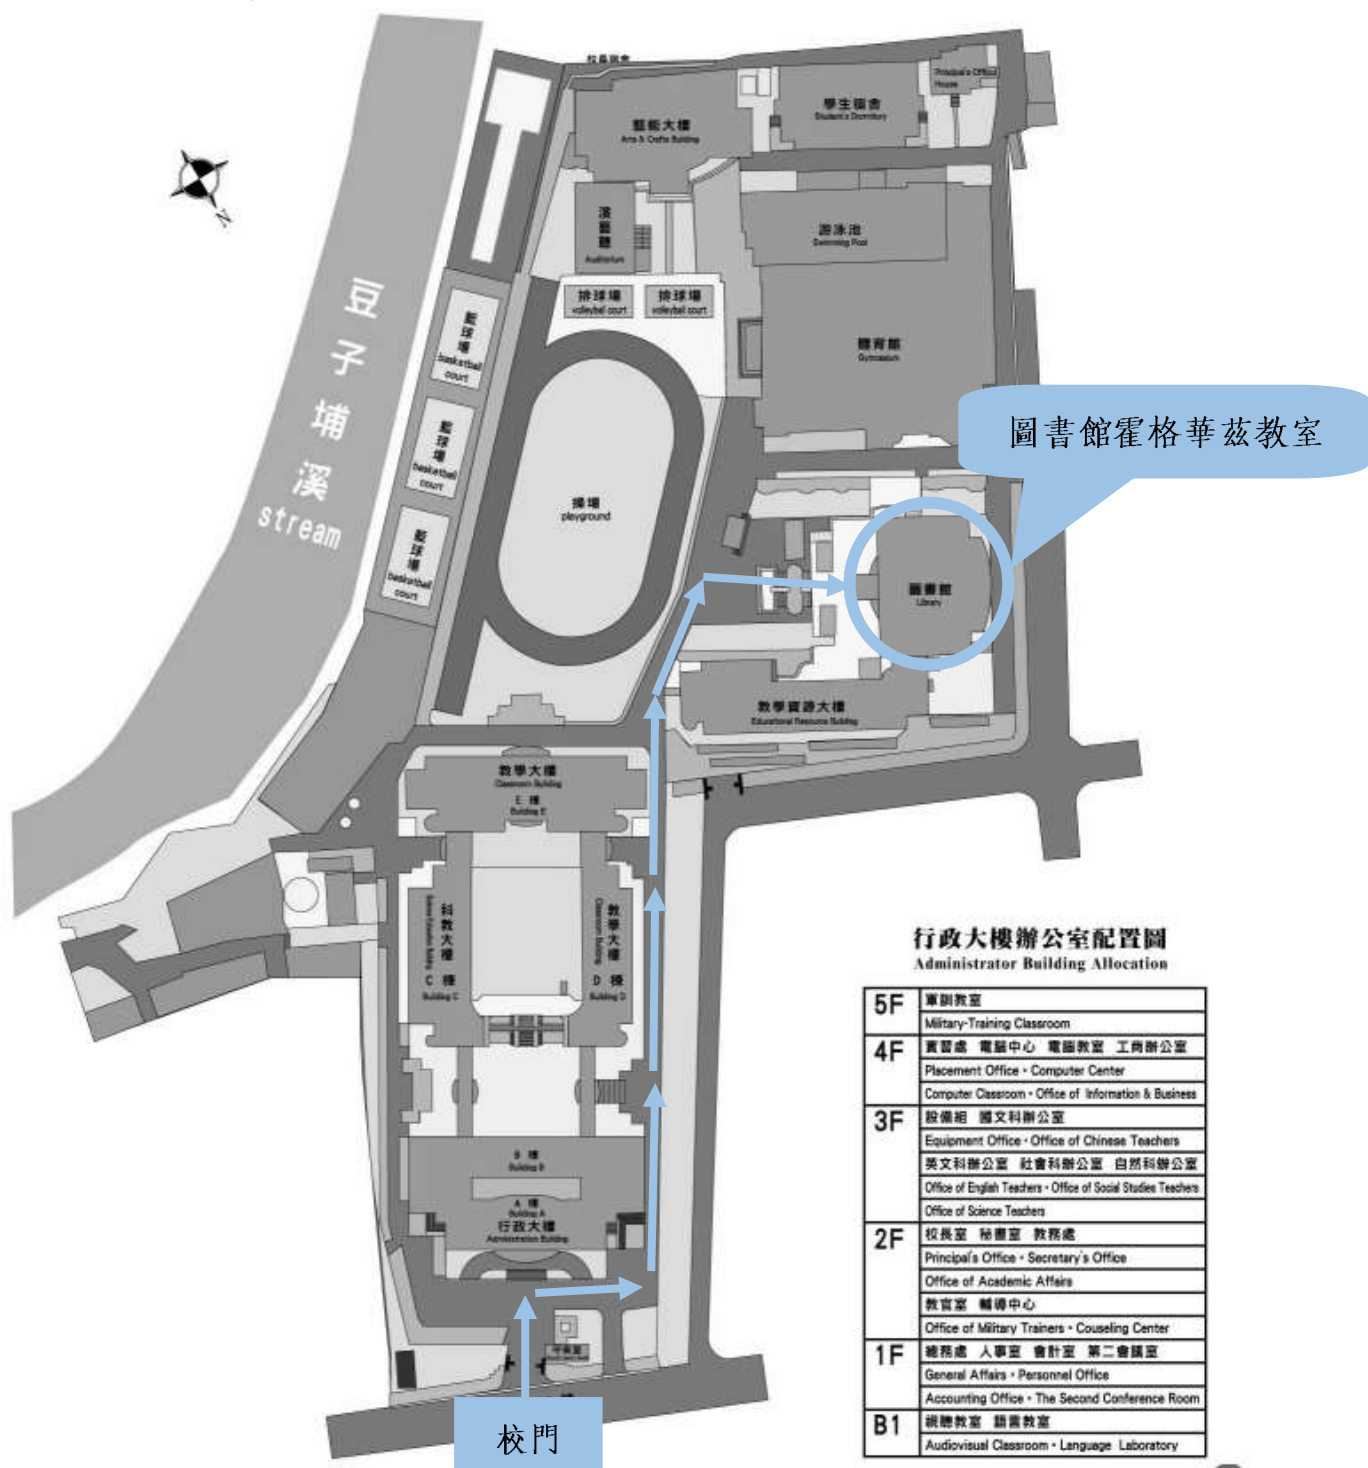 校長宿舍
Principal's Office
House
學生宿舍
Student's Dormitory
藝能大樓
Arts & Crafts Building
N
演藝廳
Auditorium
游泳池
Swimming Pool
排球場
volleybal court
排球場
volleybal court
體育館
Gymnasium
豆子埔溪
stream
籃球場
basketball
court
籃球場
basketball
court
籃球場
basketball
court
操場
playground
圖書館霍格華茲教室
圖書館
Library
教學資源大樓
Educational Resource Building
教學大樓
Classroom Building
E 棟
Building E
科教大樓
C 棟
Building C
教學大樓
Classroom Building
D 棟
Building D
B 棟
Building B
A 棟
Building A
行政大樓
Administration Building
守衛室
校門
行政大樓辦公室配置圖
Administrator Building Allocation
5F
軍訓教室
Military-Training Classroom
4F
實習處 電腦中心 電腦教室 工商辦公室
Placement Office・Computer Center
Computer Classroom・Office of Information & Business
3F
設備組 國文科辦公室
Equipment Office・Office of Chinese Teachers
英文科辦公室 社會科辦公室 自然科辦公室
Office of English Teachers・Office of Social Studies Teachers
Office of Science Teachers
2F
校長室 秘書室 教務處
Principal's Office・Secretary's Office
Office of Academic Affairs
教官室 輔導中心
Office of Military Trainers・Couseling Center
1F
總務處 人事室 會計室 第二會議室
General Affairs・Personnel Office
Accounting Office・The Second Conference Room
B1
視聽教室 語言教室
Audiovisual Classroom・Language Laboratory